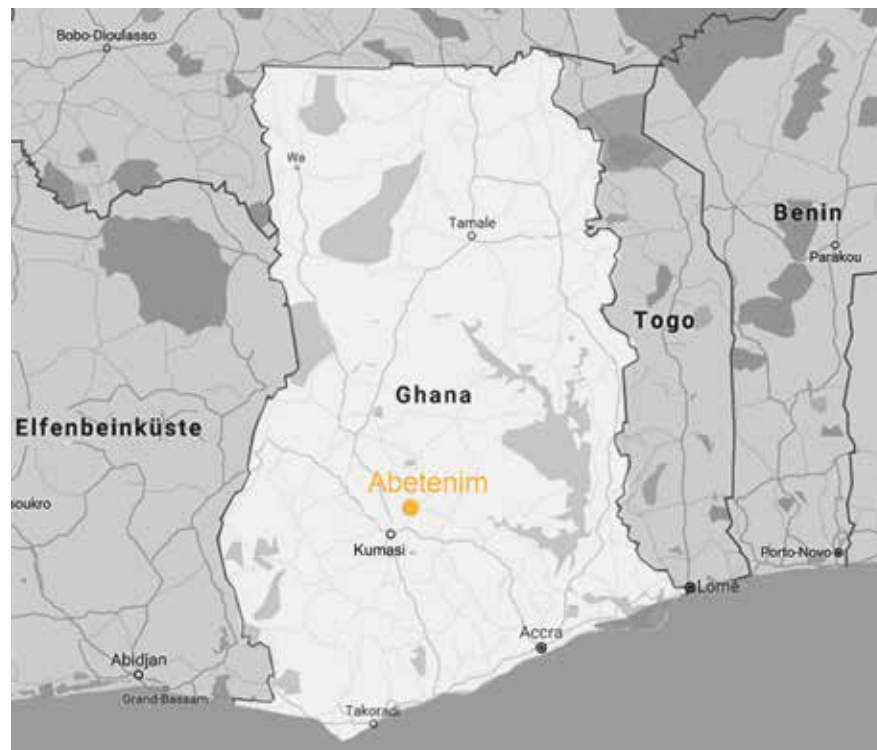 Bobo-Dioulasso
Wa
Tamale
Benin
Parakou
Togo
Ghana
Elfenbeinküste
Abetenim
soukro
Kumasi
Porto-Novo
Lomé
Accra
Abidjan
Grand-Bassam
Takoradi